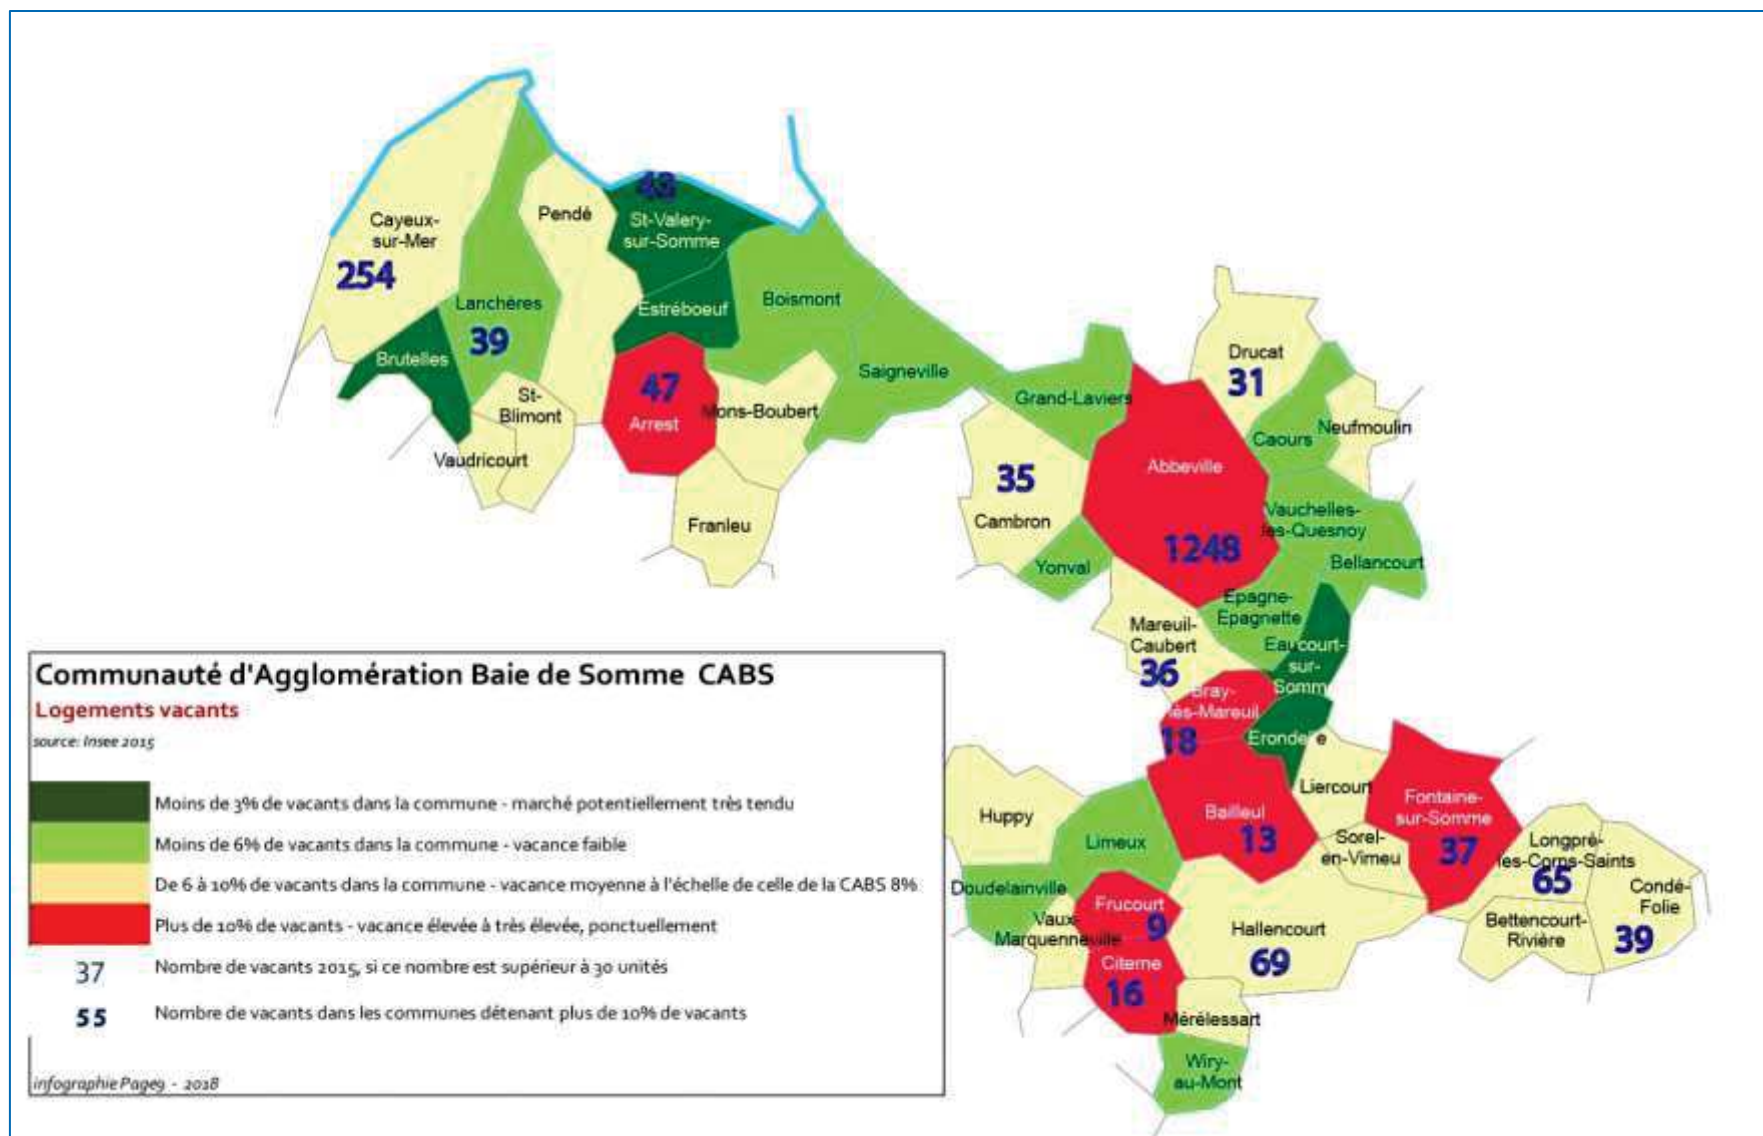 48
Cayeux-
sur-Mer
254
Pendé
St-Valery-
sur-Somme
Lanchères
39
Estréboeuf
Boismont
Brutelles
Saigneville
St-
Blimont
47
Arrest
Mons-Boubert
Vaudricourt
Franleu
Drucat
31
Grand-Laviers
Caours
Neufmoulin
Abbeville
1248
35
Cambron
Vauchelles-
les-Quesnoy
Yonval
Bellancourt
Epagne-
Epagnette
Mareuil-
Caubert
36
Eaucourt-
sur-
Somme
Bray-
lès-Mareuil
18
Erondelle
Liercourt
Huppy
Bailleul
13
Fontaine-
sur-Somme
37
Limeux
Sorel-
en-Vimeu
Longpré-
les-Corps-Saints
65
Doudelainville
Condé-
Folie
39
Frucourt
9
Vaux-
Marquenneville
Hallencourt
69
Bettencourt-
Rivière
Citerne
16
Mérélessart
Wiry-
au-Mont
Communauté d'Agglomération Baie de Somme CABS
Logements vacants
source: Insee 2015
Moins de 3% de vacants dans la commune - marché potentiellement très tendu
Moins de 6% de vacants dans la commune - vacance faible
De 6 à 10% de vacants dans la commune - vacance moyenne à l'échelle de celle de la CABS 8%
Plus de 10% de vacants - vacance élevée à très élevée, ponctuellement
37 Nombre de vacants 2015, si ce nombre est supérieur à 30 unités
55 Nombre de vacants dans les communes détenant plus de 10% de vacants
infographie Page9 - 2018